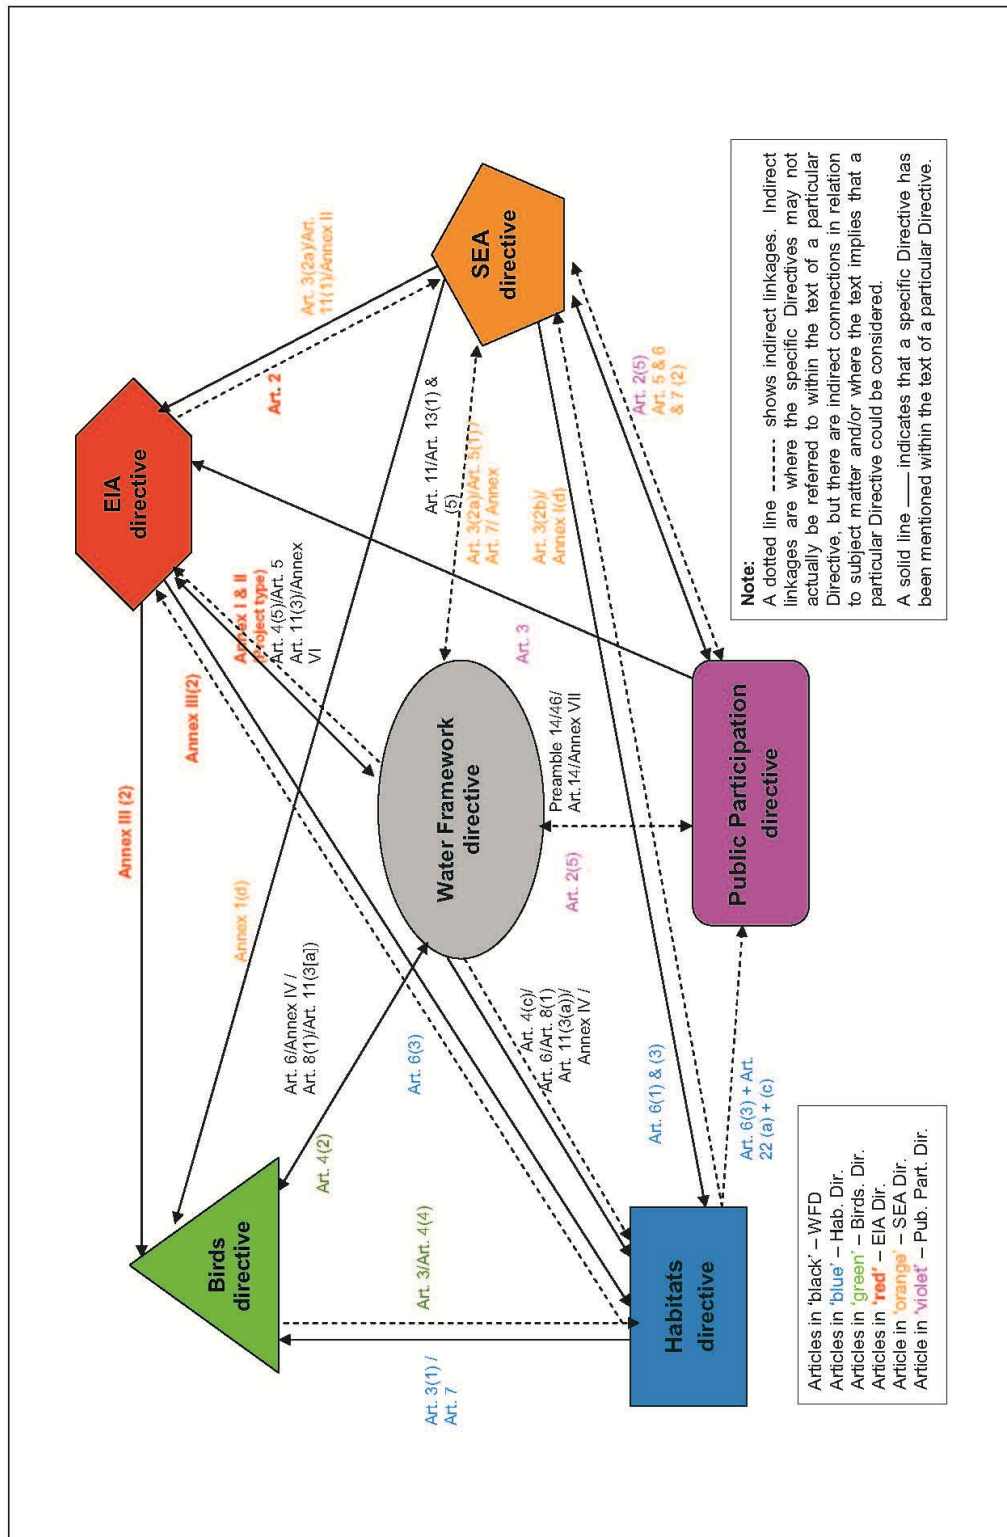 EIA
directive
SEA
directive
Birds
directive
Water Framework
directive
Habitats
directive
Public Participation
directive
Annex III (2)
Annex III(2)
Annex 1(d)
Annex I & II
(Project type)
Art. 4(5)/Art. 5
Art. 11(3)/Annex
VI
Art. 2
Art. 3(2a)/Art.
11(1)/Annex II
Art. 6/Annex IV /
Art. 8(1)/Art. 11(3[a])
Art. 4(2)
Art. 3/Art. 4(4)
Art. 3(1) /
Art. 7
Art. 6(3)
Art. 11/Art. 13(1) &
(5)
Art. 3(2a)/Art. 5(1) /
Art. 7/ Annex
Art. 3(2b)/
Annex I(d)
Art. 3
Art. 2(5)
Art. 5 & 6
& 7 (2)
Preamble 14/46/
Art.14/Annex VII
Art. 2(5)
Art. 4(c)/
Art. 6/Art. 8(1)
Art. 11(3(a))/
Annex IV /
Art. 6(1) & (3)
Art. 6(3) + Art.
22 (a) + (c)
Articles in 'black' – WFD
Articles in 'blue' – Hab. Dir.
Articles in 'green' – Birds. Dir.
Articles in 'red' – EIA Dir.
Article in 'orange' – SEA Dir.
Article in 'violet' – Pub. Part. Dir.
Note:
A dotted line ------ shows indirect linkages. Indirect
linkages are where the specific Directives may not
actually be referred to within the text of a particular
Directive, but there are indirect connections in relation
to subject matter and/or where the text implies that a
particular Directive could be considered.
A solid line —— indicates that a specific Directive has
been mentioned within the text of a particular Directive.